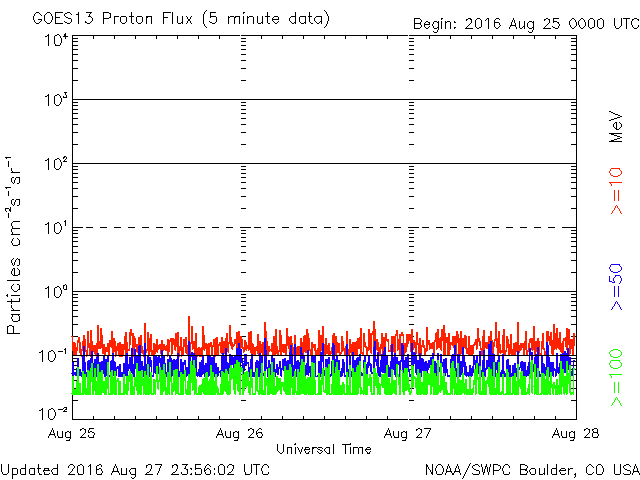 GOES13 Proton Flux (5 minute data)
Begin: 2016 Aug 25 0000 UTC
Particles cm⁻²s⁻¹sr⁻¹
10⁴
10³
10²
10¹
10⁰
10⁻¹
10⁻²
MeV
>=10
>=50
>=100
Aug 25 Aug 26 Aug 27 Aug 28
Universal Time
Updated 2016 Aug 27 23:56:02 UTC
NOAA/SWPC Boulder, CO USA